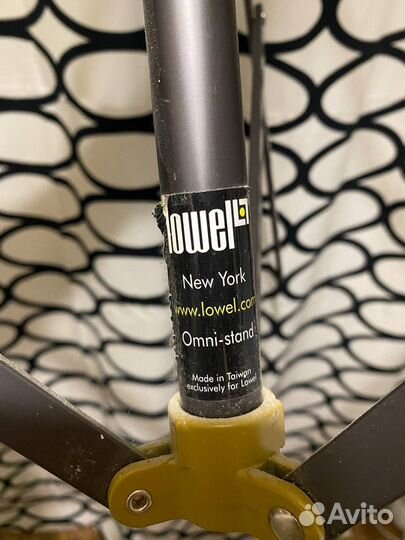 lowel
New York
www.lowel.com
Omni-stand
Made in Taiwan
exclusively for Lowel
Avito